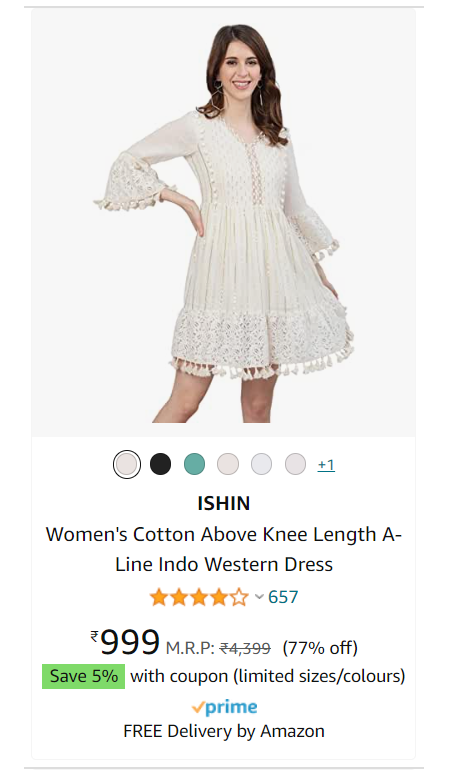 +1
ISHIN
Women's Cotton Above Knee Length A-
Line Indo Western Dress
657
₹999 M.R.P: ₹4,399 (77% off)
Save 5% with coupon (limited sizes/colours)
prime
FREE Delivery by Amazon